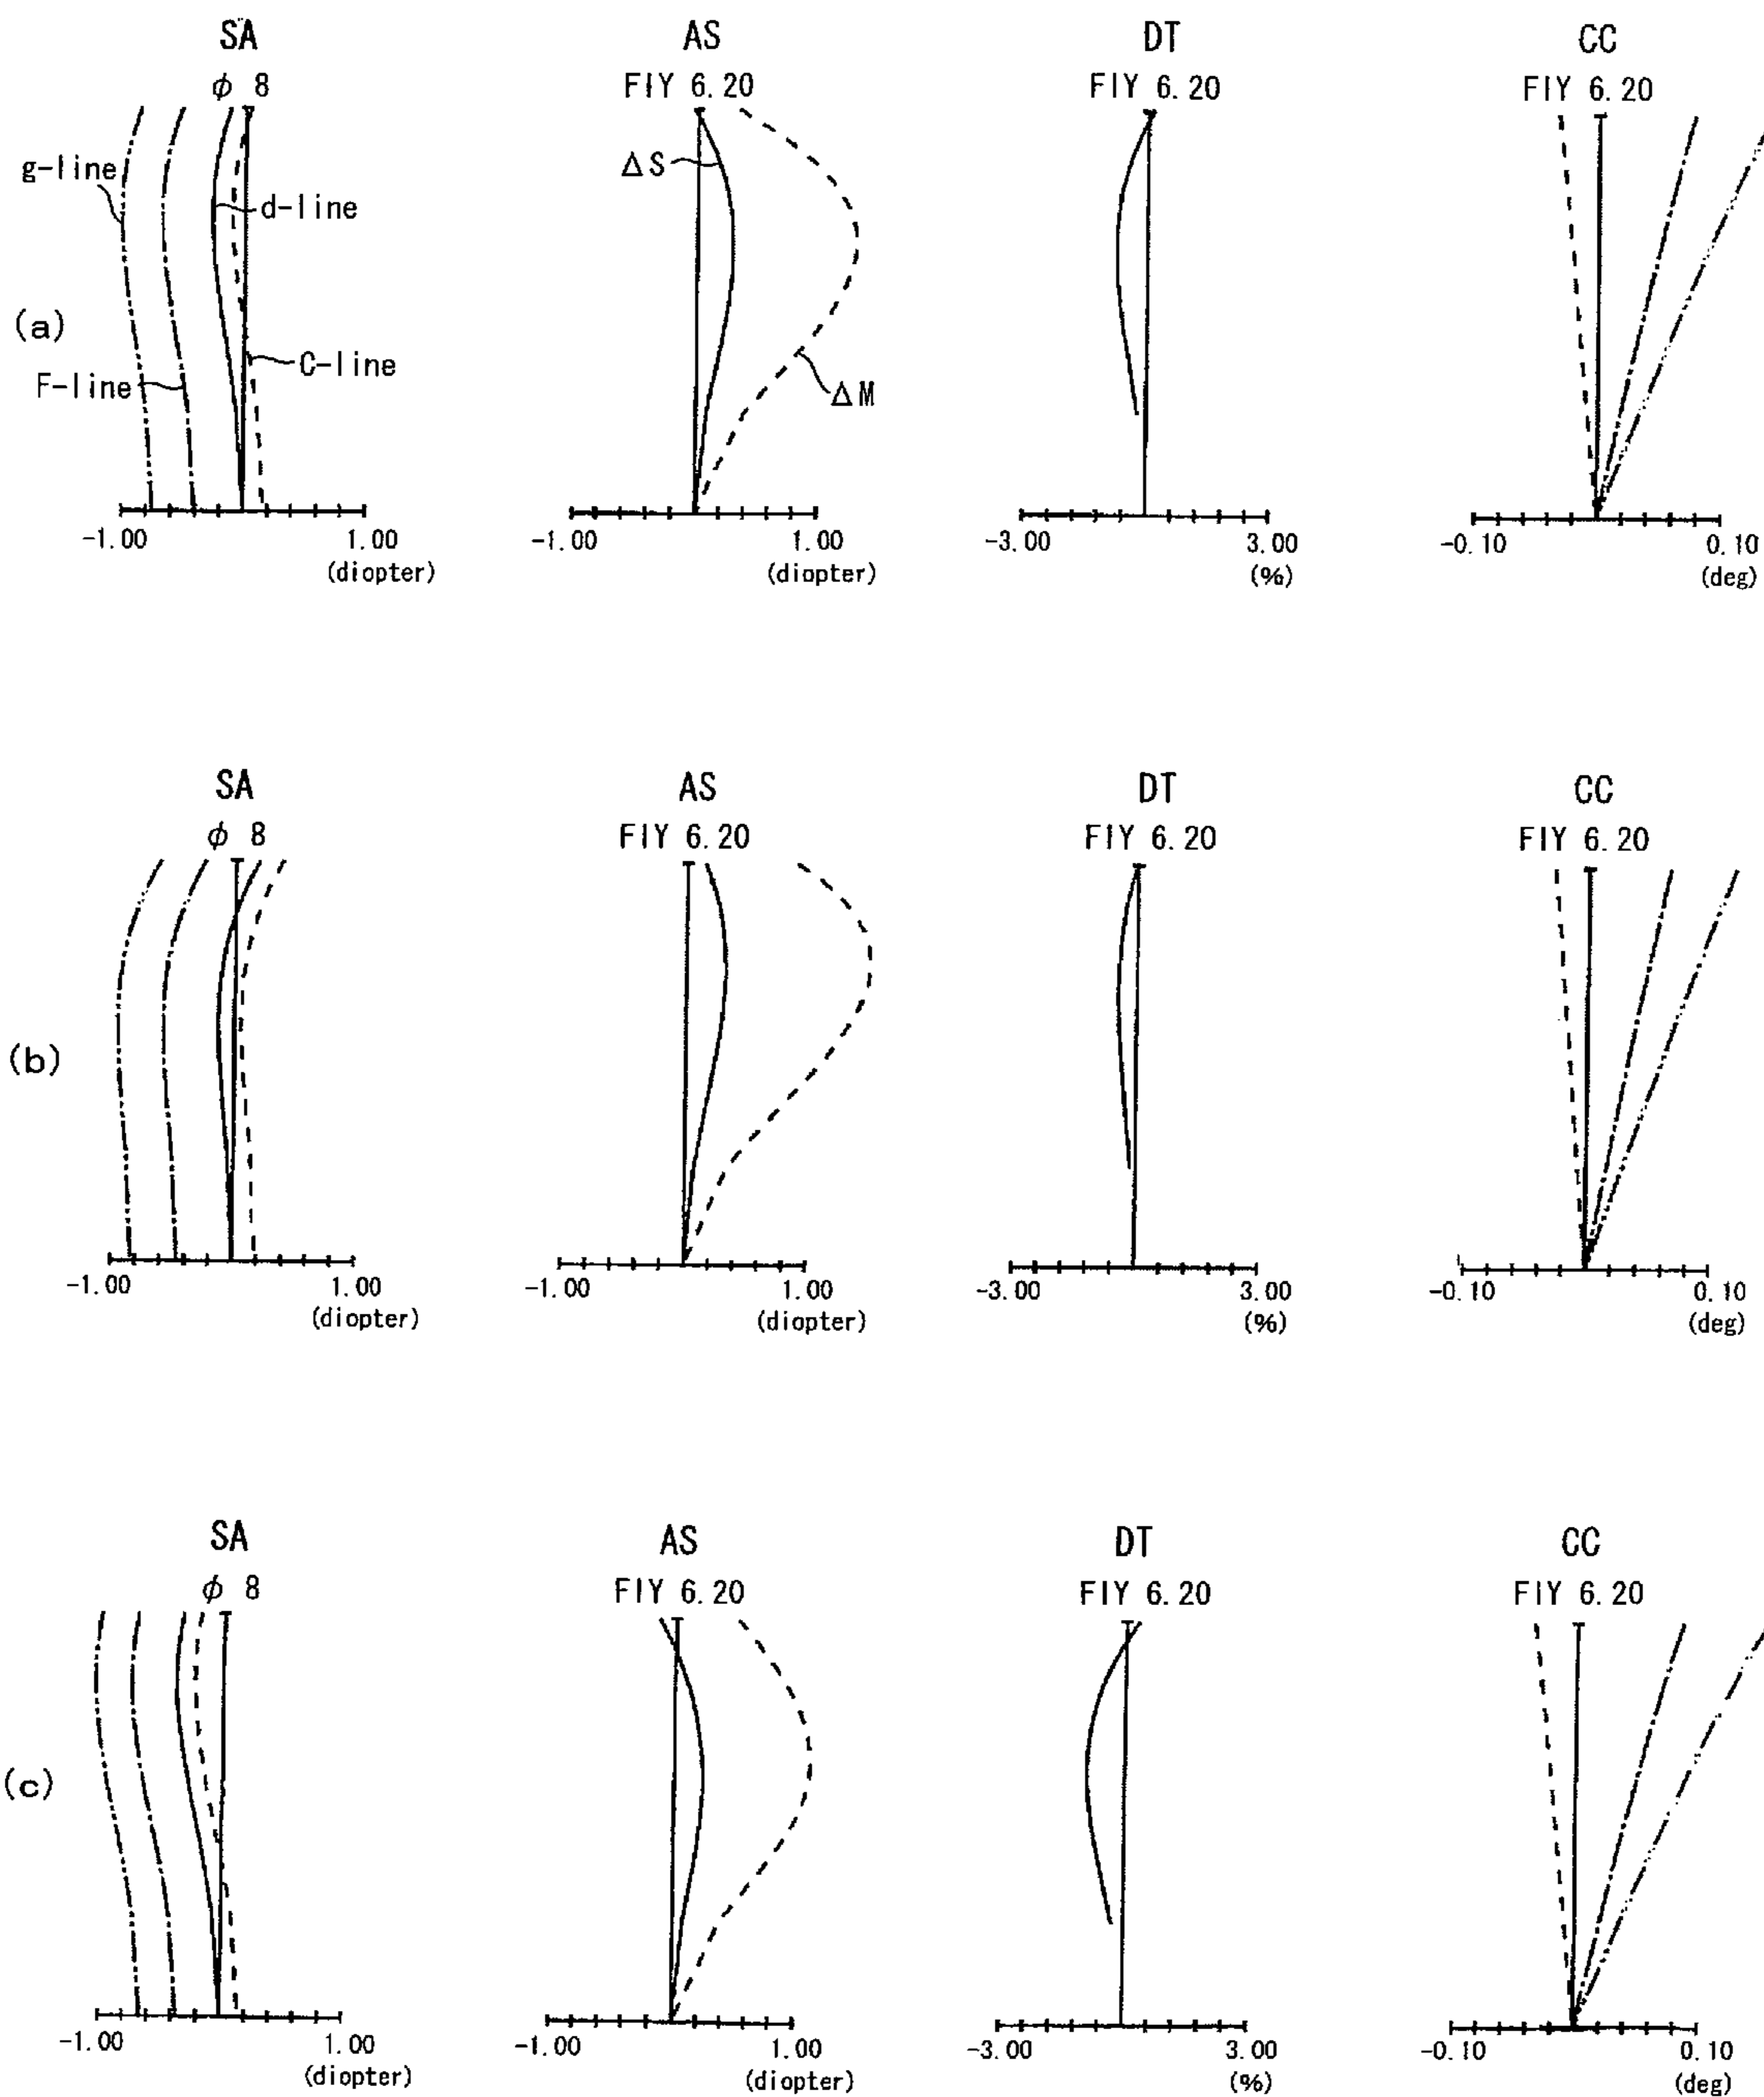 SA
AS
DT
CC
φ 8
FIY 6.20
FIY 6.20
FIY 6.20
g-line
d-line
ΔS
(a)
C-line
F-line
ΔM
-1.00
1.00
-1.00
1.00
-3.00
3.00
-0.10
0.10
(diopter)
(diopter)
(%)
(deg)
SA
AS
DT
CC
φ 8
FIY 6.20
FIY 6.20
FIY 6.20
(b)
-1.00
1.00
-1.00
1.00
-3.00
3.00
-0.10
0.10
(diopter)
(diopter)
(%)
(deg)
SA
AS
DT
CC
φ 8
FIY 6.20
FIY 6.20
FIY 6.20
(c)
-1.00
1.00
-1.00
1.00
-3.00
3.00
-0.10
0.10
(diopter)
(diopter)
(%)
(deg)